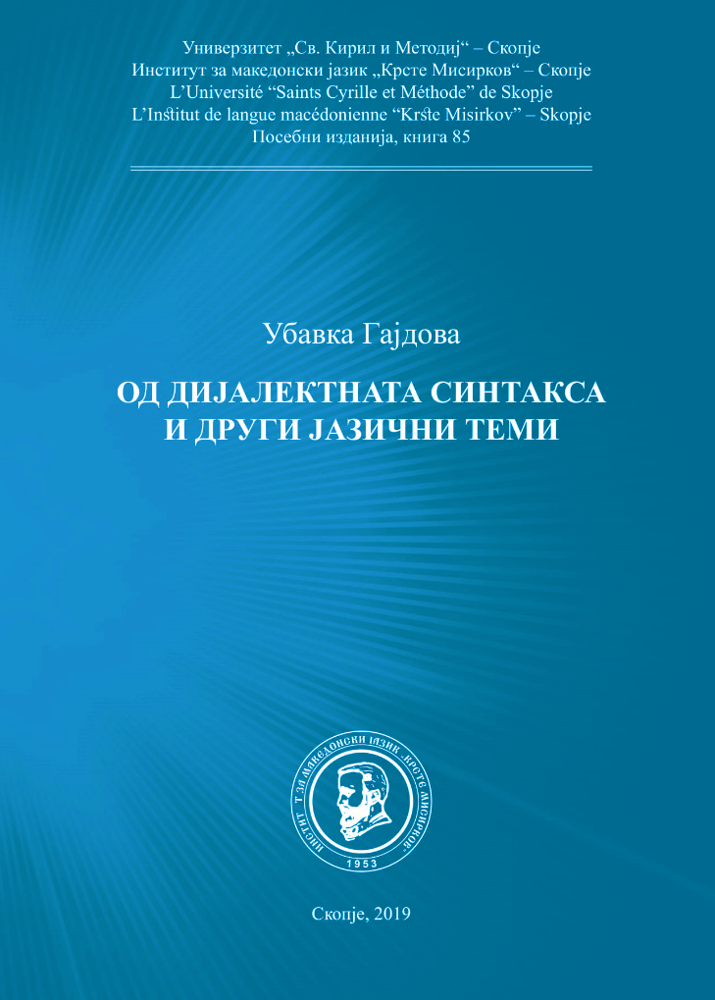 Универзитет „Св. Кирил и Методиј“ – Скопје
Институт за македонски јазик „Крсте Мисирков“ – Скопје
L’Université “Saints Cyrille et Méthode” de Skopje
L’Institut de langue macédonienne “Krste Misirkov” – Skopje
Посебни изданија, книга 85
Убавка Гајдова
ОД ДИЈАЛЕКТНАТА СИНТАКСА
И ДРУГИ ЈАЗИЧНИ ТЕМИ
ИНСТИТ Т ЗА МАКЕДОНСКИ ЈАЗИК „КРСТЕ МИСИРКОВ“
1953
Скопје, 2019